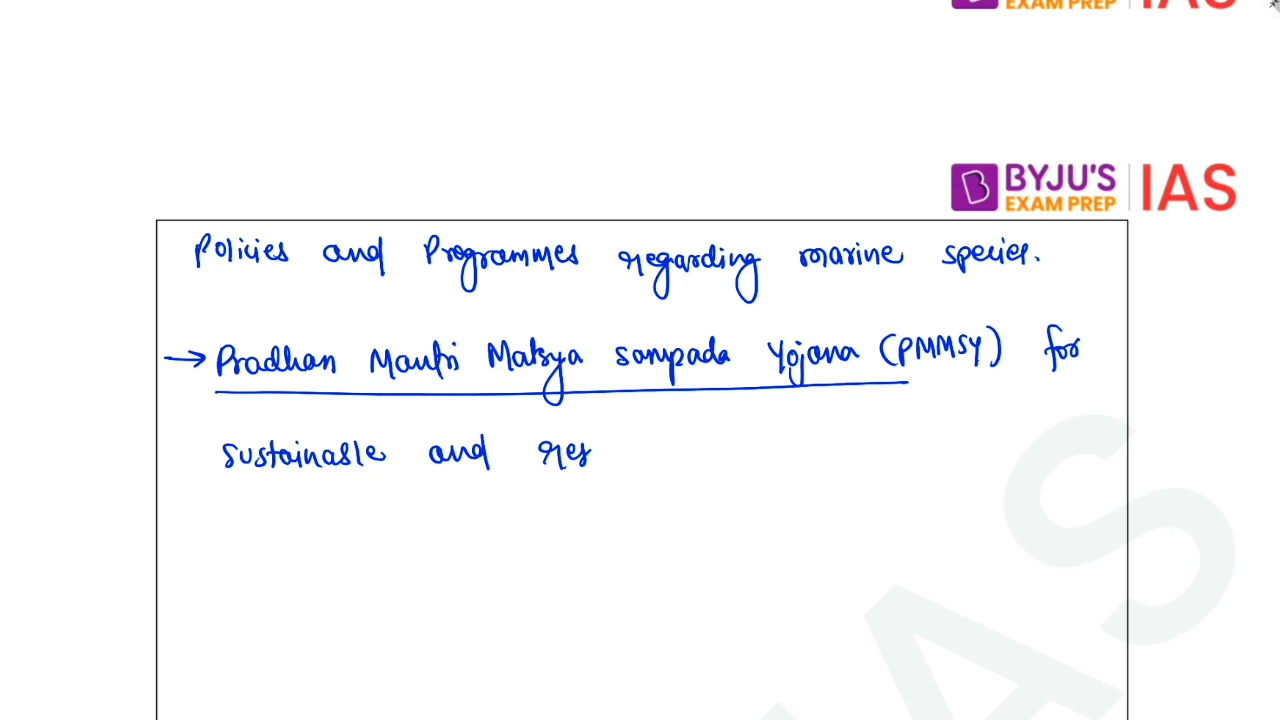 EXAM PREP IAS
BYJU'S IAS
EXAM PREP
Policies and Programmes regarding marine species.
→ Pradhan Mantri Matsya Sampada Yojana (PMMSY) for
sustainable and res
IAS